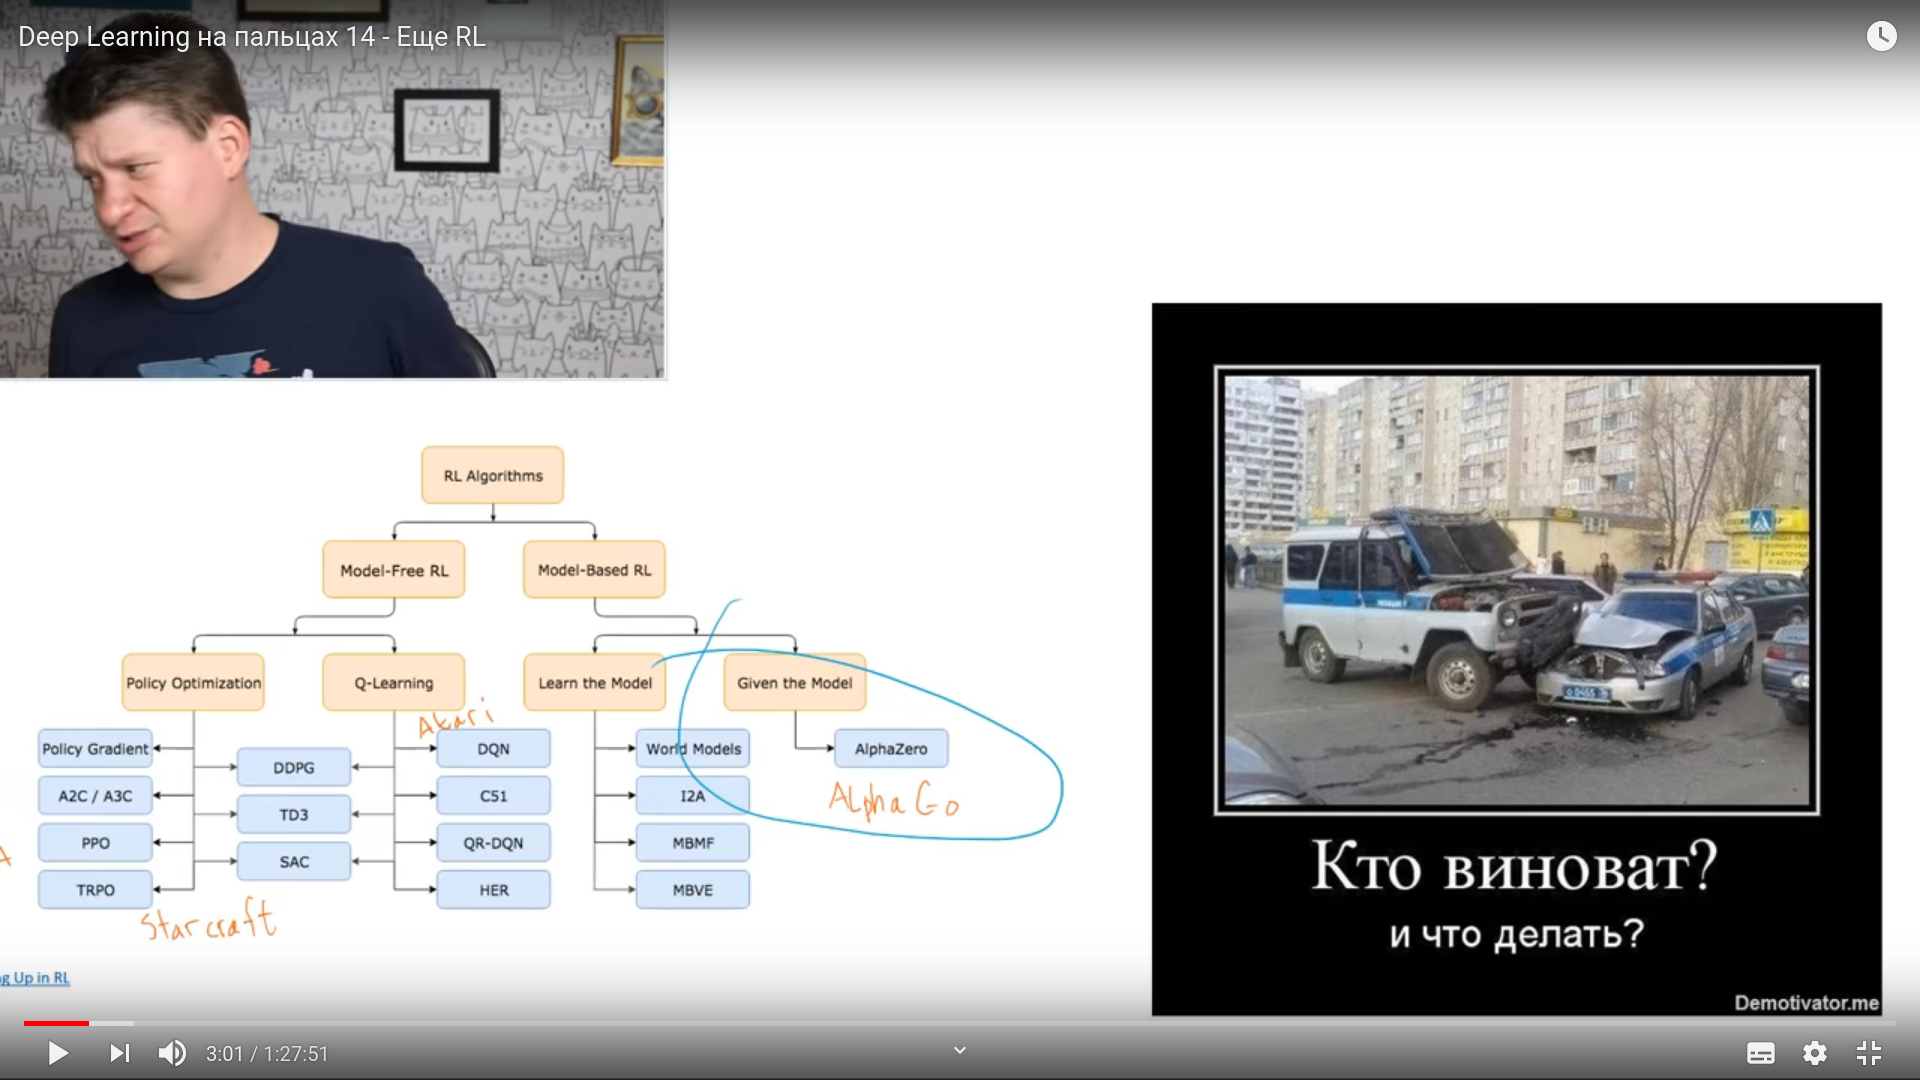 Deep Learning на пальцах 14 - Еще RL
RL Algorithms
Model-Free RL
Model-Based RL
Policy Optimization
Q-Learning
Learn the Model
Given the Model
Atari
Policy Gradient
DDPG
DQN
World Models
AlphaZero
A2C / A3C
TD3
C51
I2A
Alpha Go
PPO
SAC
QR-DQN
MBMF
TRPO
HER
MBVE
Starcraft
Up in RL
О 0455
Кто виноват?
и что делать?
Demotivator.me
3:01 / 1:27:51